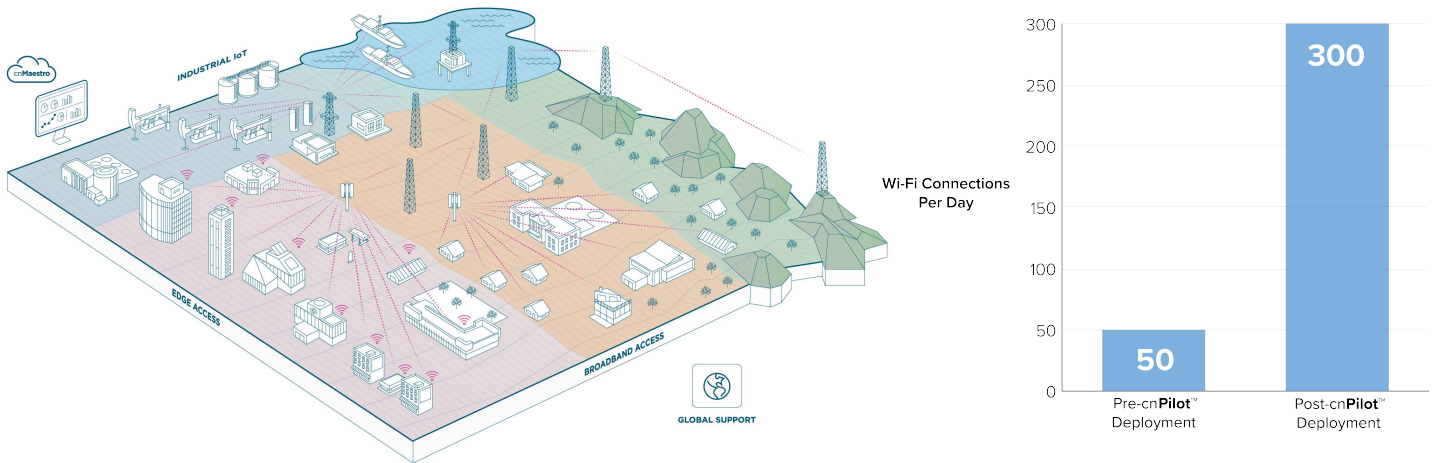 cnMaestro
INDUSTRIAL IoT
EDGE ACCESS
BROADBAND ACCESS
GLOBAL SUPPORT
Wi-Fi Connections
Per Day
300
250
200
150
100
50
0
50
300
Pre-cnPilot™
Deployment
Post-cnPilot™
Deployment